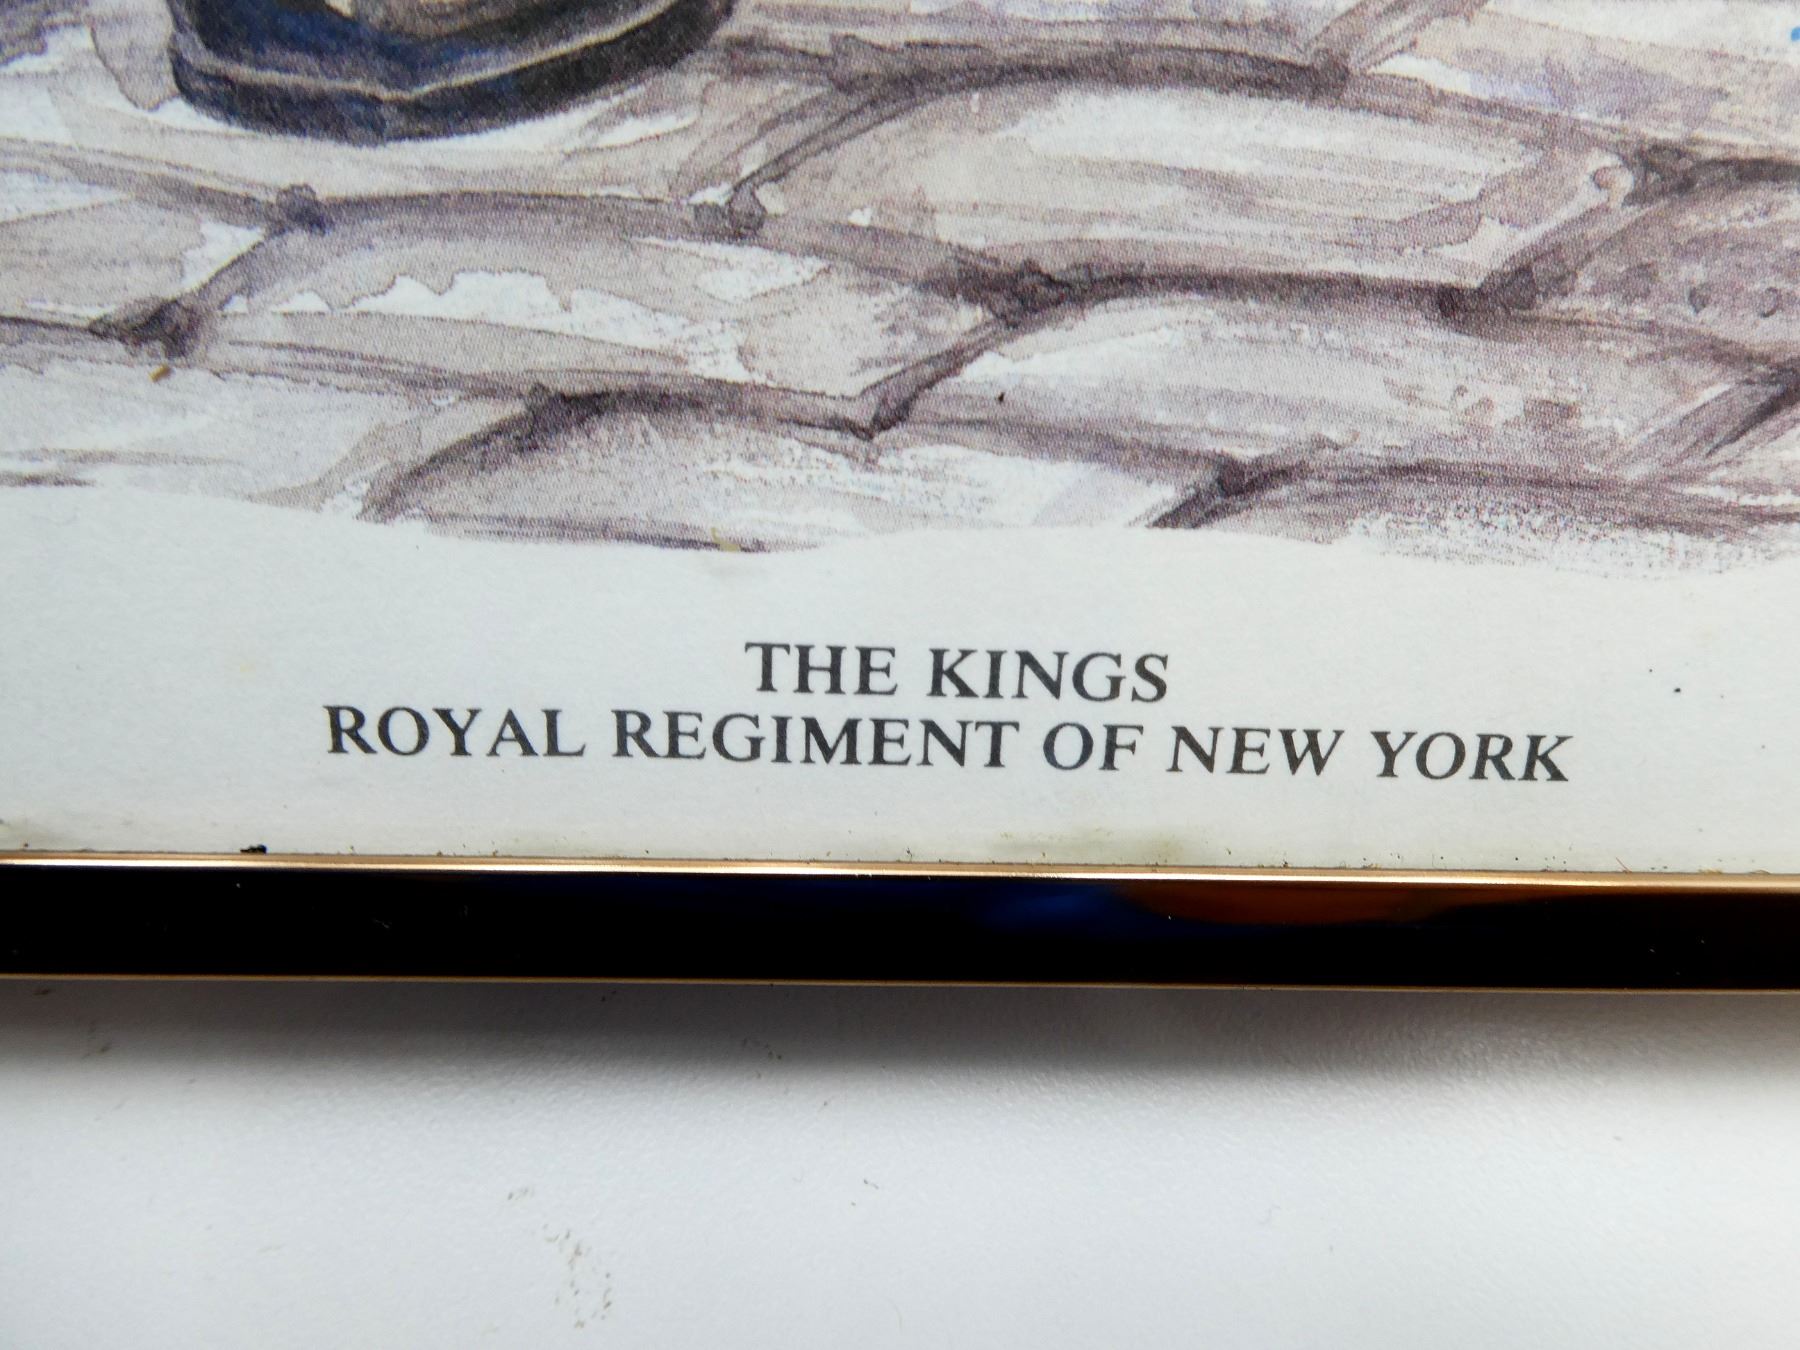 THE KINGS
ROYAL REGIMENT OF NEW YORK